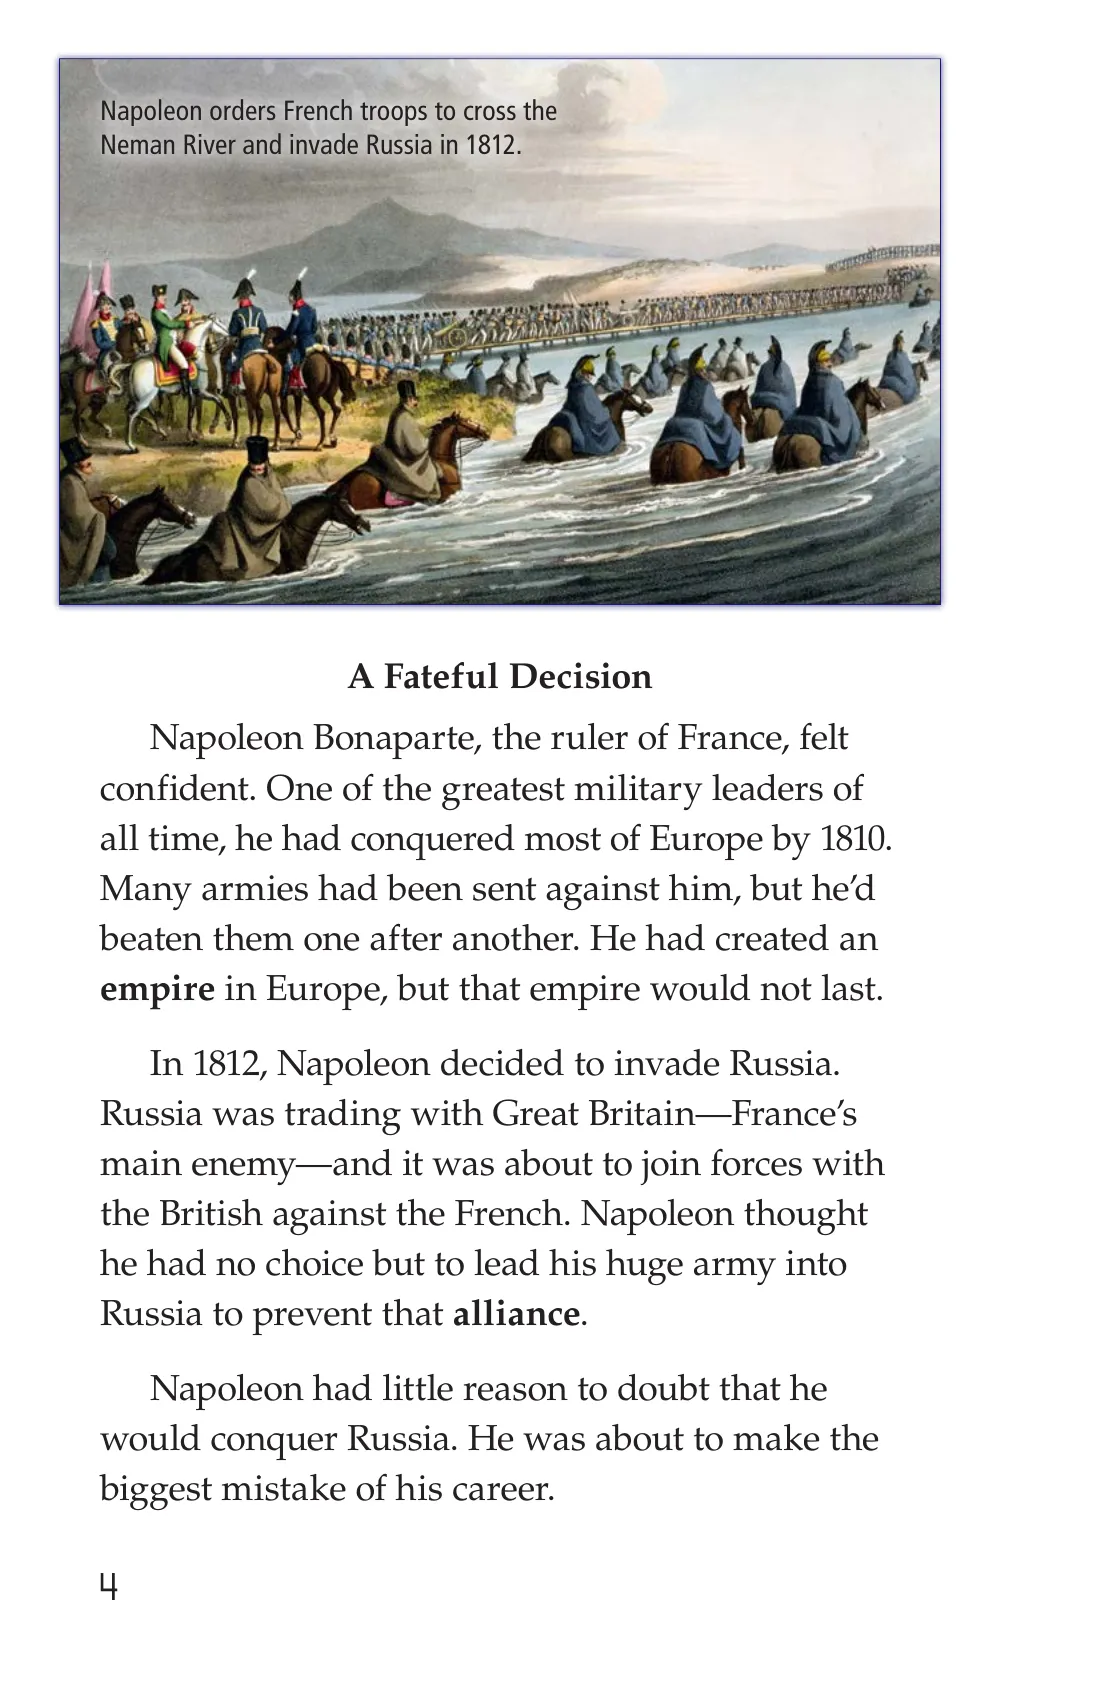 Napoleon orders French troops to cross the
Neman River and invade Russia in 1812.
A Fateful Decision
Napoleon Bonaparte, the ruler of France, felt
confident. One of the greatest military leaders of
all time, he had conquered most of Europe by 1810.
Many armies had been sent against him, but he’d
beaten them one after another. He had created an
empire in Europe, but that empire would not last.
In 1812, Napoleon decided to invade Russia.
Russia was trading with Great Britain—France’s
main enemy—and it was about to join forces with
the British against the French. Napoleon thought
he had no choice but to lead his huge army into
Russia to prevent that alliance.
Napoleon had little reason to doubt that he
would conquer Russia. He was about to make the
biggest mistake of his career.
4